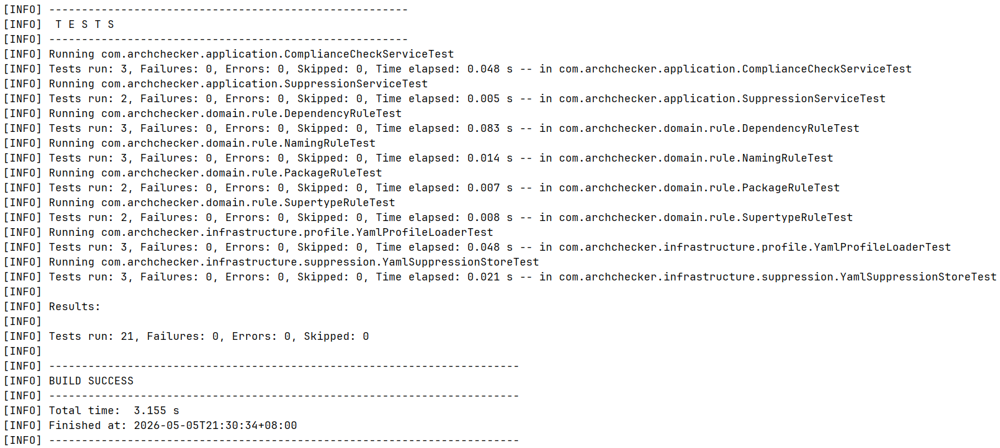 [INFO] -------------------------------------------------------
[INFO]  T E S T S
[INFO] -------------------------------------------------------
[INFO] Running com.archchecker.application.ComplianceCheckServiceTest
[INFO] Tests run: 3, Failures: 0, Errors: 0, Skipped: 0, Time elapsed: 0.048 s -- in com.archchecker.application.ComplianceCheckServiceTest
[INFO] Running com.archchecker.application.SuppressionServiceTest
[INFO] Tests run: 2, Failures: 0, Errors: 0, Skipped: 0, Time elapsed: 0.005 s -- in com.archchecker.application.SuppressionServiceTest
[INFO] Running com.archchecker.domain.rule.DependencyRuleTest
[INFO] Tests run: 3, Failures: 0, Errors: 0, Skipped: 0, Time elapsed: 0.083 s -- in com.archchecker.domain.rule.DependencyRuleTest
[INFO] Running com.archchecker.domain.rule.NamingRuleTest
[INFO] Tests run: 3, Failures: 0, Errors: 0, Skipped: 0, Time elapsed: 0.014 s -- in com.archchecker.domain.rule.NamingRuleTest
[INFO] Running com.archchecker.domain.rule.PackageRuleTest
[INFO] Tests run: 2, Failures: 0, Errors: 0, Skipped: 0, Time elapsed: 0.007 s -- in com.archchecker.domain.rule.PackageRuleTest
[INFO] Running com.archchecker.domain.rule.SupertypeRuleTest
[INFO] Tests run: 2, Failures: 0, Errors: 0, Skipped: 0, Time elapsed: 0.008 s -- in com.archchecker.domain.rule.SupertypeRuleTest
[INFO] Running com.archchecker.infrastructure.profile.YamlProfileLoaderTest
[INFO] Tests run: 3, Failures: 0, Errors: 0, Skipped: 0, Time elapsed: 0.048 s -- in com.archchecker.infrastructure.profile.YamlProfileLoaderTest
[INFO] Running com.archchecker.infrastructure.suppression.YamlSuppressionStoreTest
[INFO] Tests run: 3, Failures: 0, Errors: 0, Skipped: 0, Time elapsed: 0.021 s -- in com.archchecker.infrastructure.suppression.YamlSuppressionStoreTest
[INFO]
[INFO] Results:
[INFO]
[INFO] Tests run: 21, Failures: 0, Errors: 0, Skipped: 0
[INFO]
[INFO] ------------------------------------------------------------------------
[INFO] BUILD SUCCESS
[INFO] ------------------------------------------------------------------------
[INFO] Total time:  3.155 s
[INFO] Finished at: 2026-05-05T21:30:34+08:00
[INFO] ------------------------------------------------------------------------